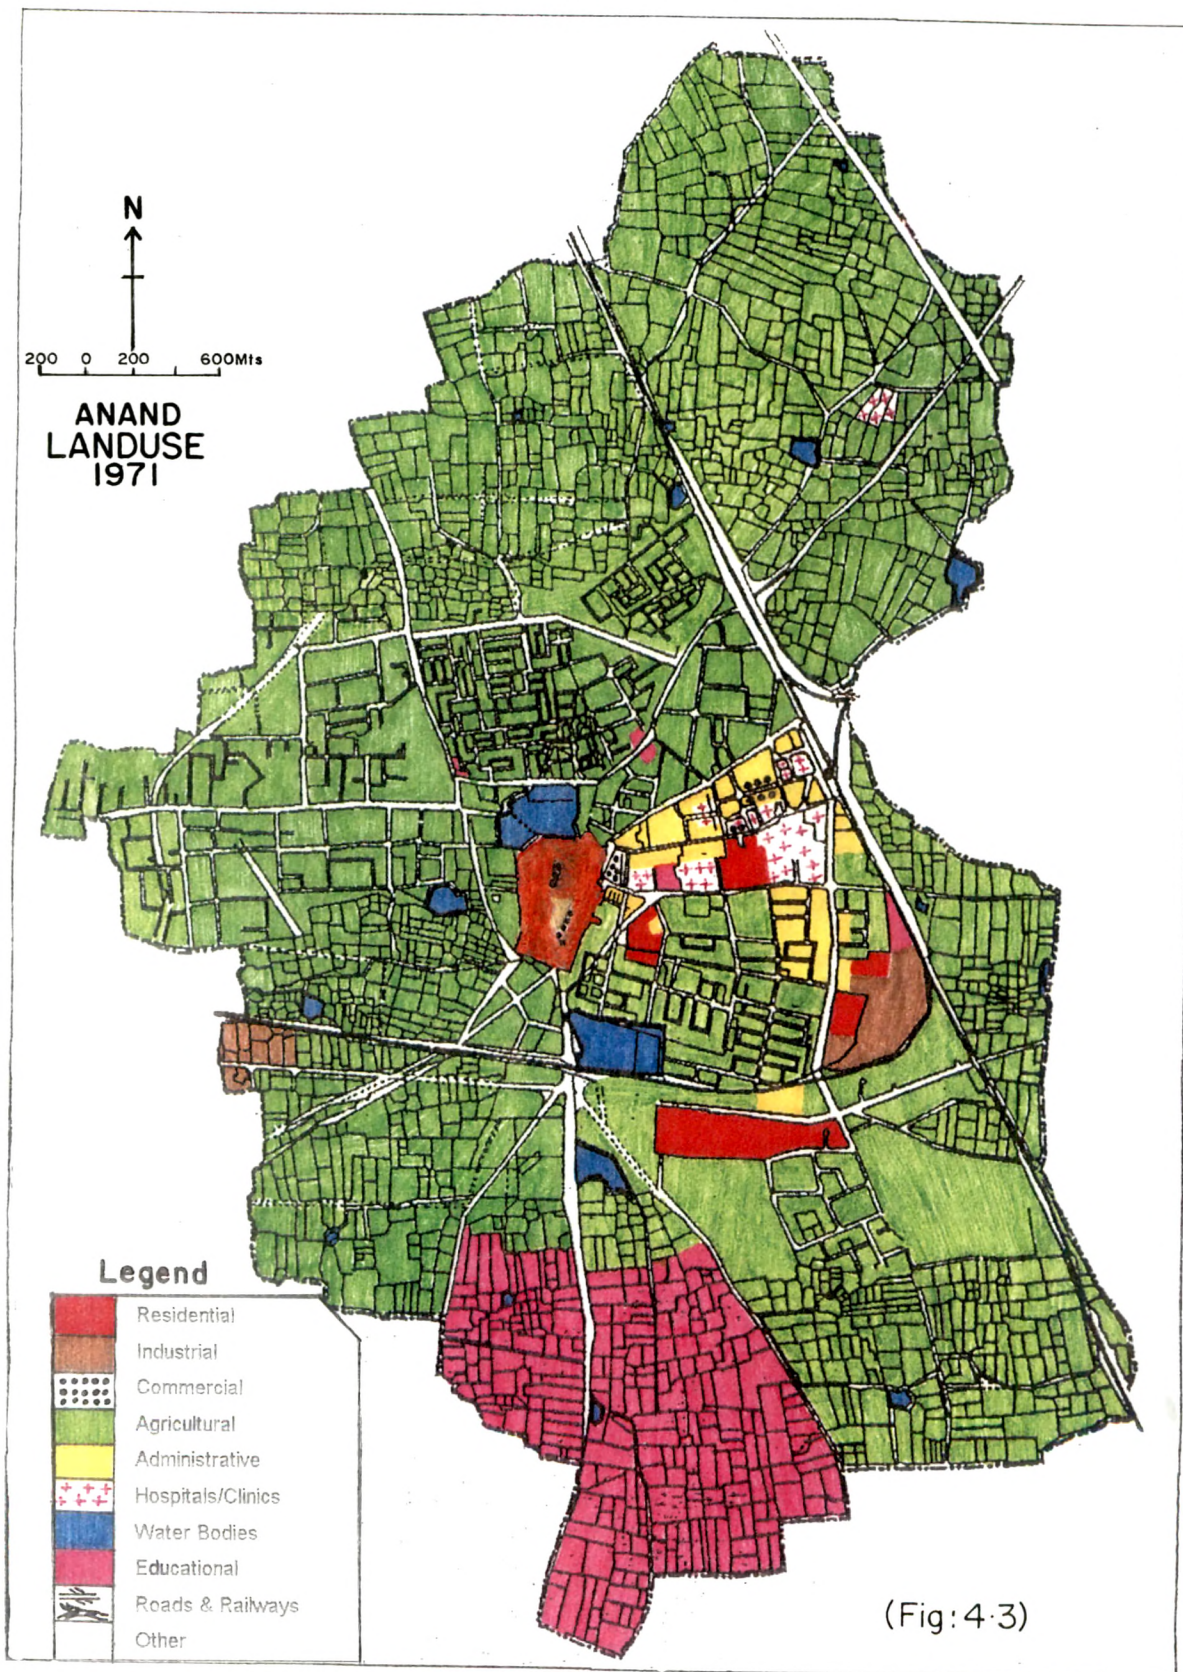 N
200 0 200 600Mts
ANAND
LANDUSE
1971
Legend
Residential
Industrial
Commercial
Agricultural
Administrative
Hospitals/Clinics
Water Bodies
Educational
Roads & Railways
Other
(Fig:4.3)